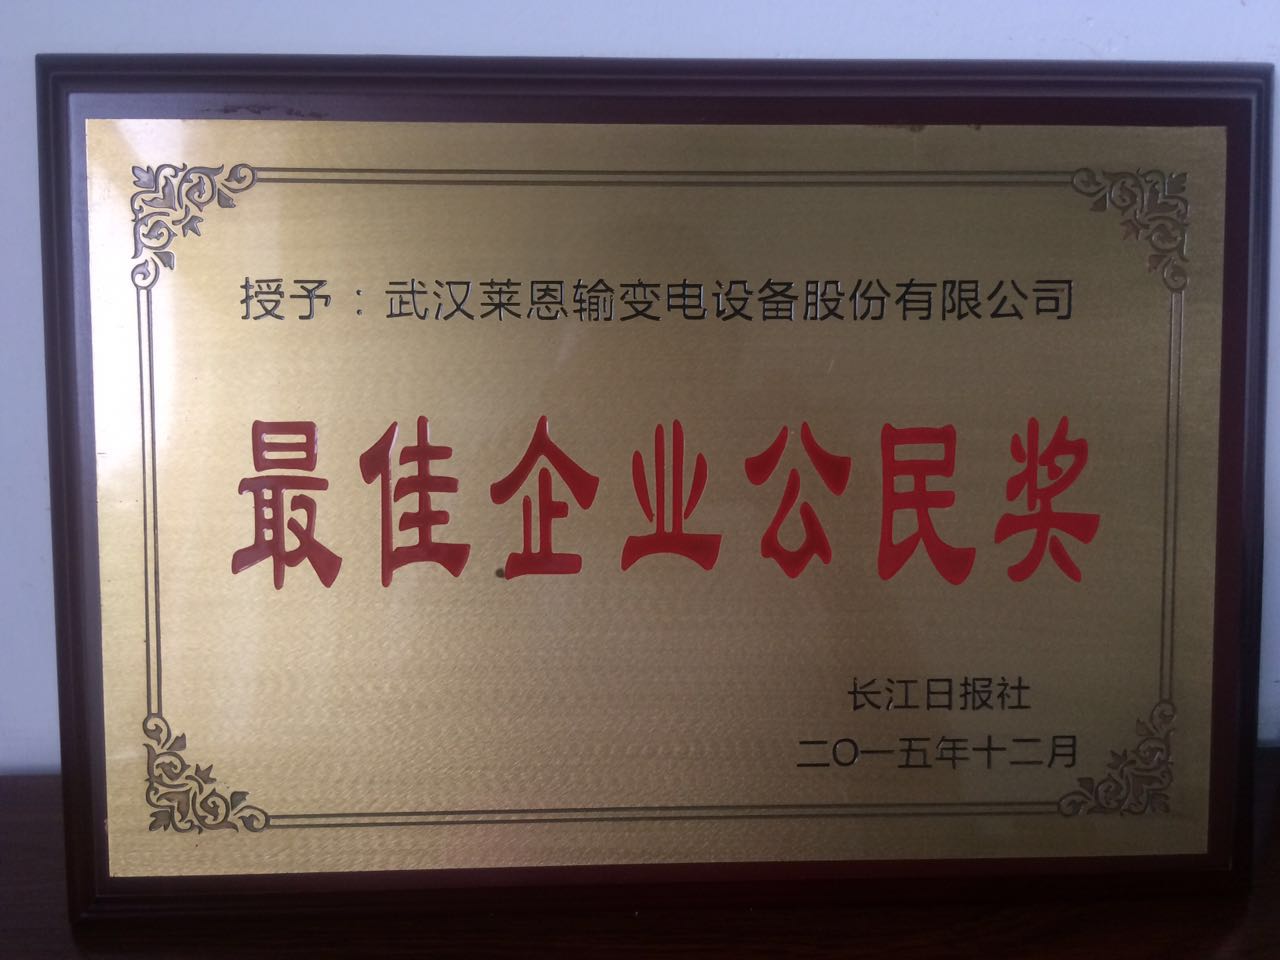 授予：武汉莱恩输变电设备股份有限公司
最佳企业公民奖
长江日报社
二〇一五年十二月